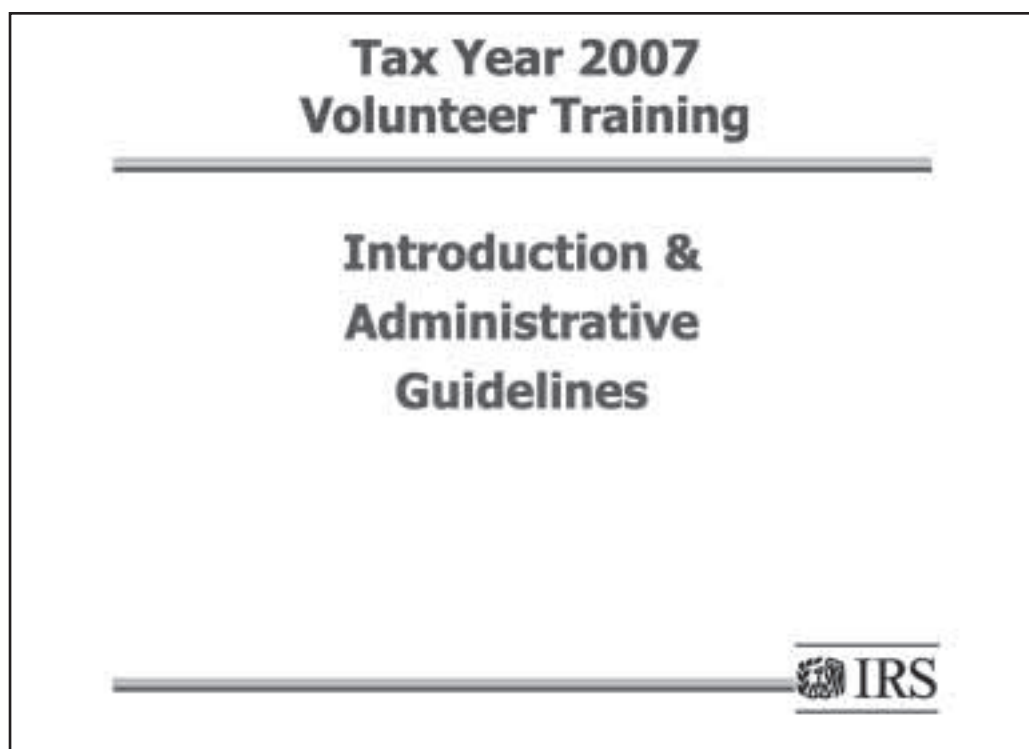 Tax Year 2007
Volunteer Training
Introduction &
Administrative
Guidelines
IRS